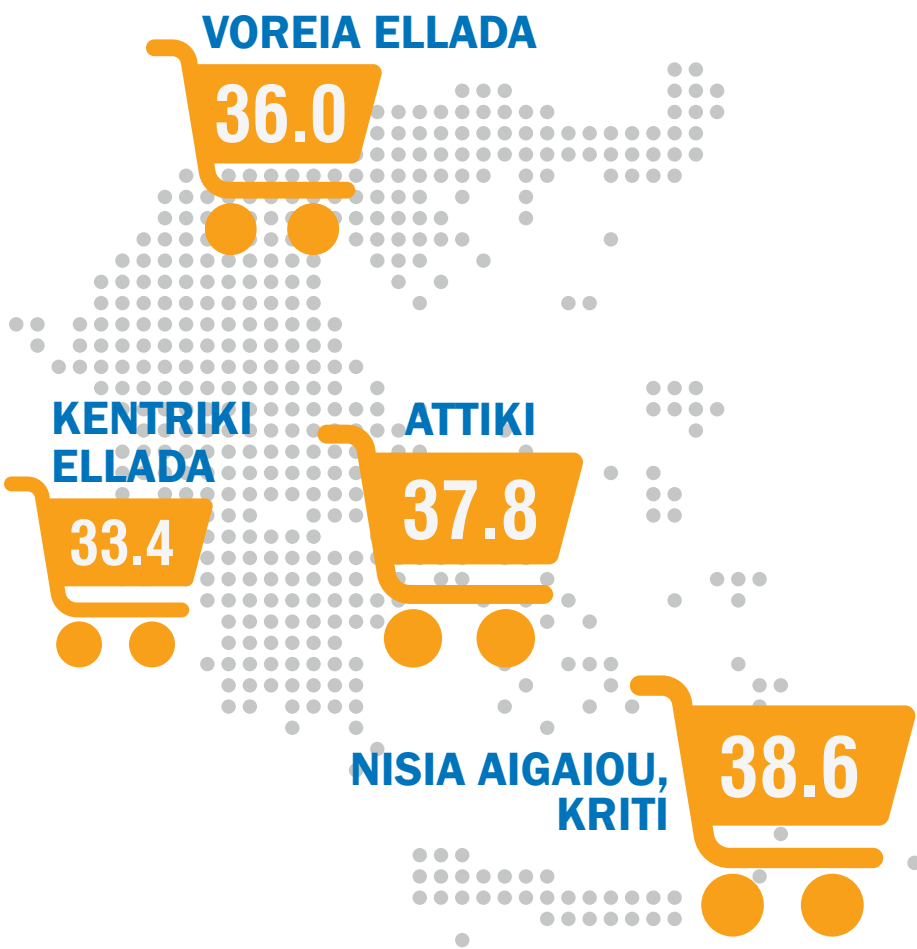 VOREIA ELLADA
36.0
KENTRIKI
ELLADA
33.4
ATTIKI
37.8
NISIA AIGAIOU,
KRITI
38.6